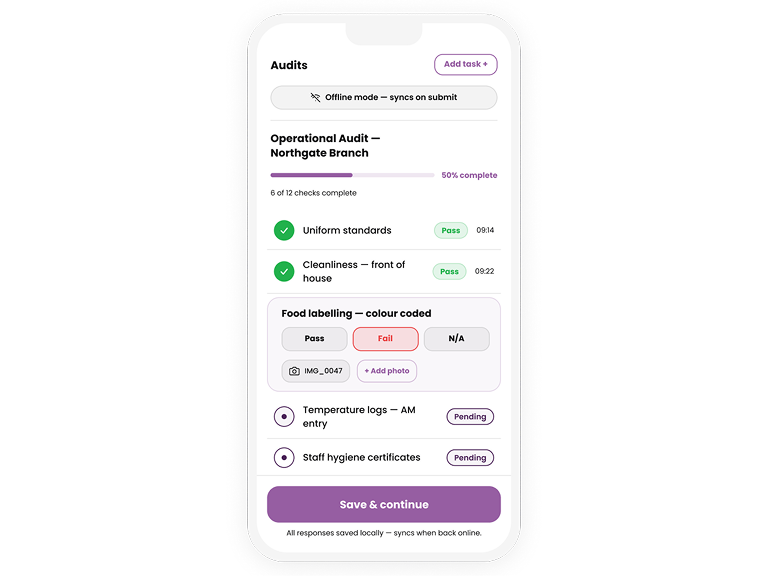 Audits
Add task +
Offline mode — syncs on submit
Operational Audit —
Northgate Branch
50% complete
6 of 12 checks complete
Uniform standards
Pass
09:14
Cleanliness — front of
house
Pass
09:22
Food labelling — colour coded
Pass
Fail
N/A
IMG_0047
+ Add photo
Temperature logs — AM
entry
Pending
Staff hygiene certificates
Pending
Save & continue
All responses saved locally — syncs when back online.